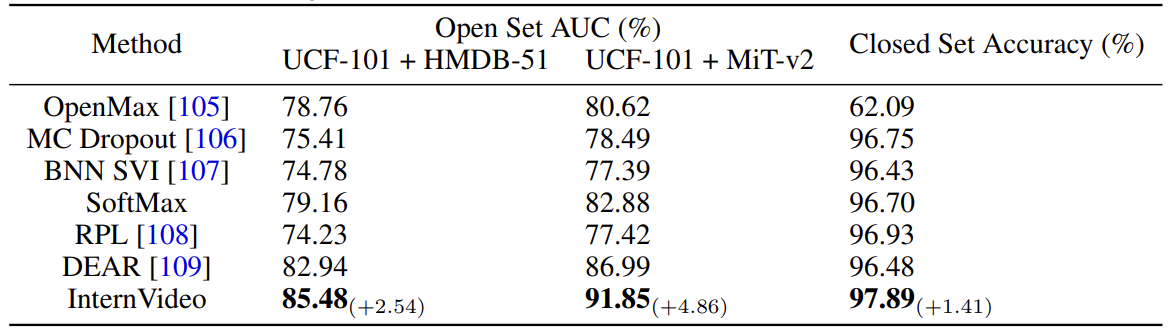 Method Open Set AUC (%) Closed Set Accuracy (%)
UCF-101 + HMDB-51 UCF-101 + MiT-v2
OpenMax [105] 78.76 80.62 62.09
MC Dropout [106] 75.41 78.49 96.75
BNN SVI [107] 74.78 77.39 96.43
SoftMax 79.16 82.88 96.70
RPL [108] 74.23 77.42 96.93
DEAR [109] 82.94 86.99 96.48
InternVideo 85.48(+2.54) 91.85(+4.86) 97.89(+1.41)